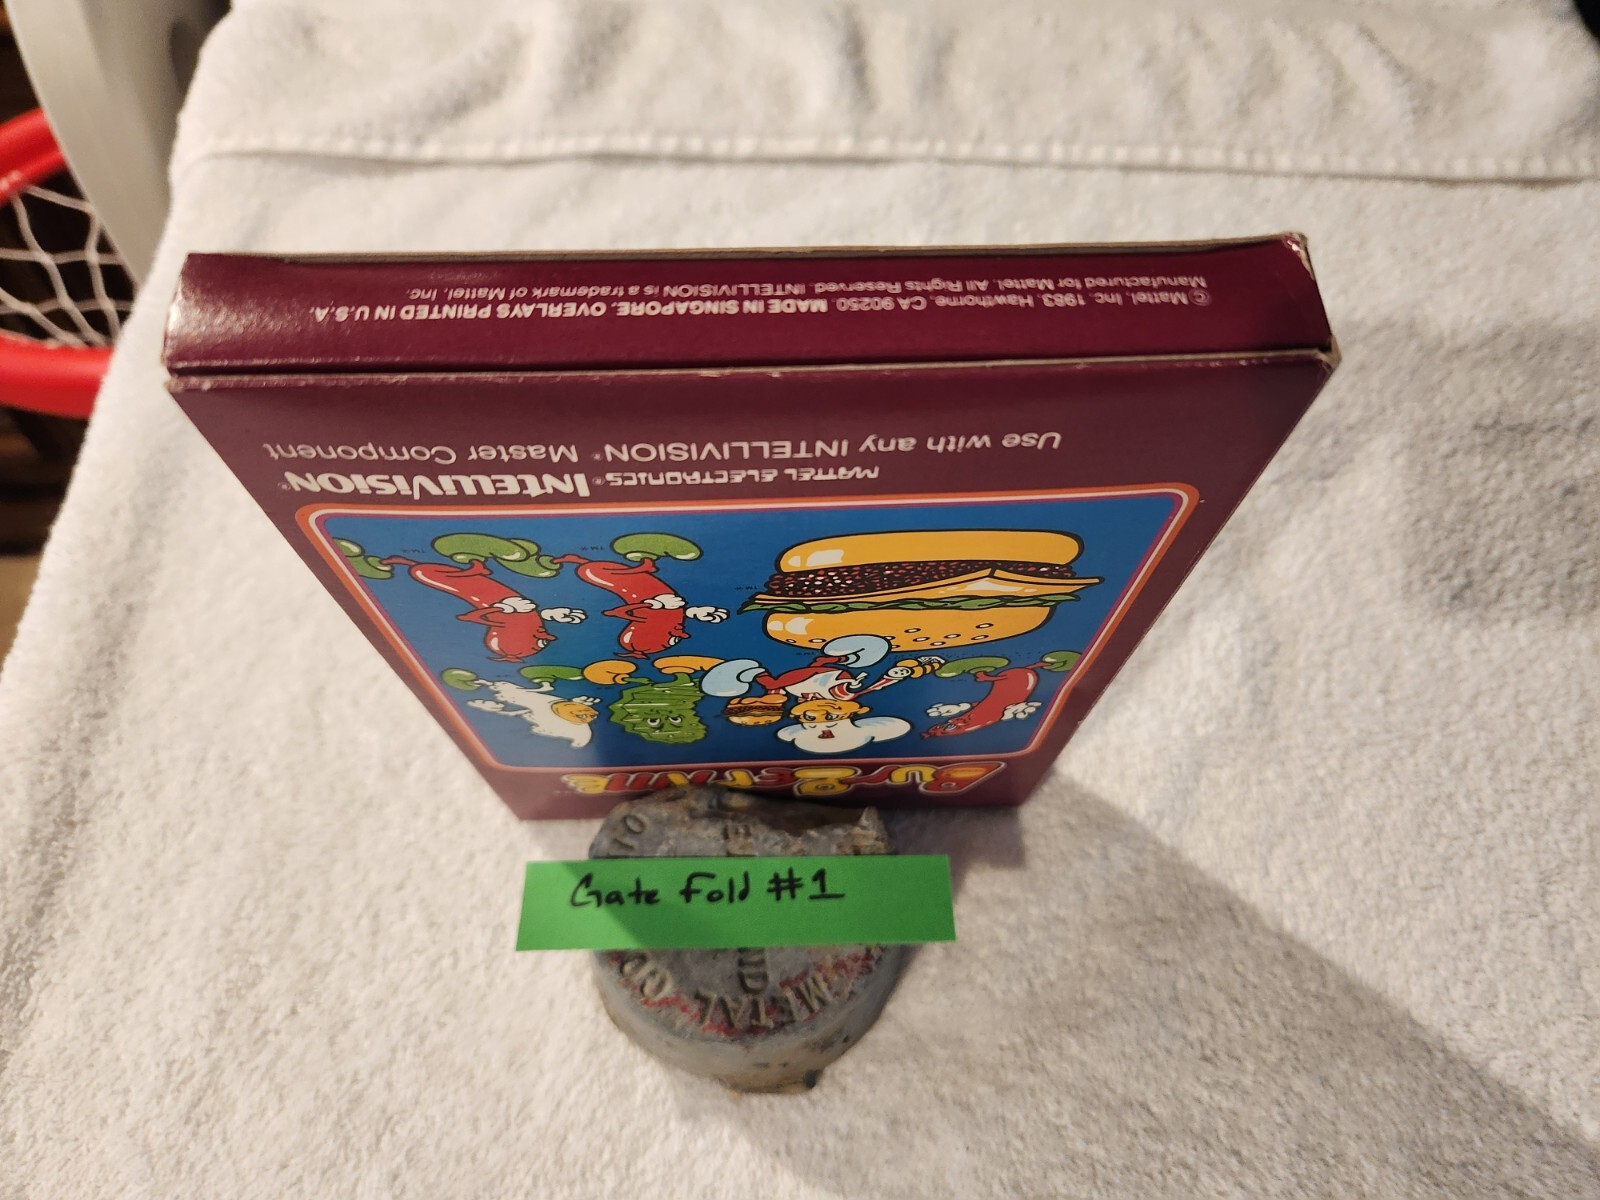 © Mattel, Inc. 1983. Hawthorne, CA 90250. MADE IN SINGAPORE. OVERLAYS PRINTED IN U.S.A.
Manufactured for Mattel. All Rights Reserved. INTELLIVISION is a trademark of Mattel, Inc.
Use with any INTELLIVISION® Master Component
MATTEL ELECTRONICS® INTELLIVISION®
BurgerTime
Gate Fold #1
METAL CO